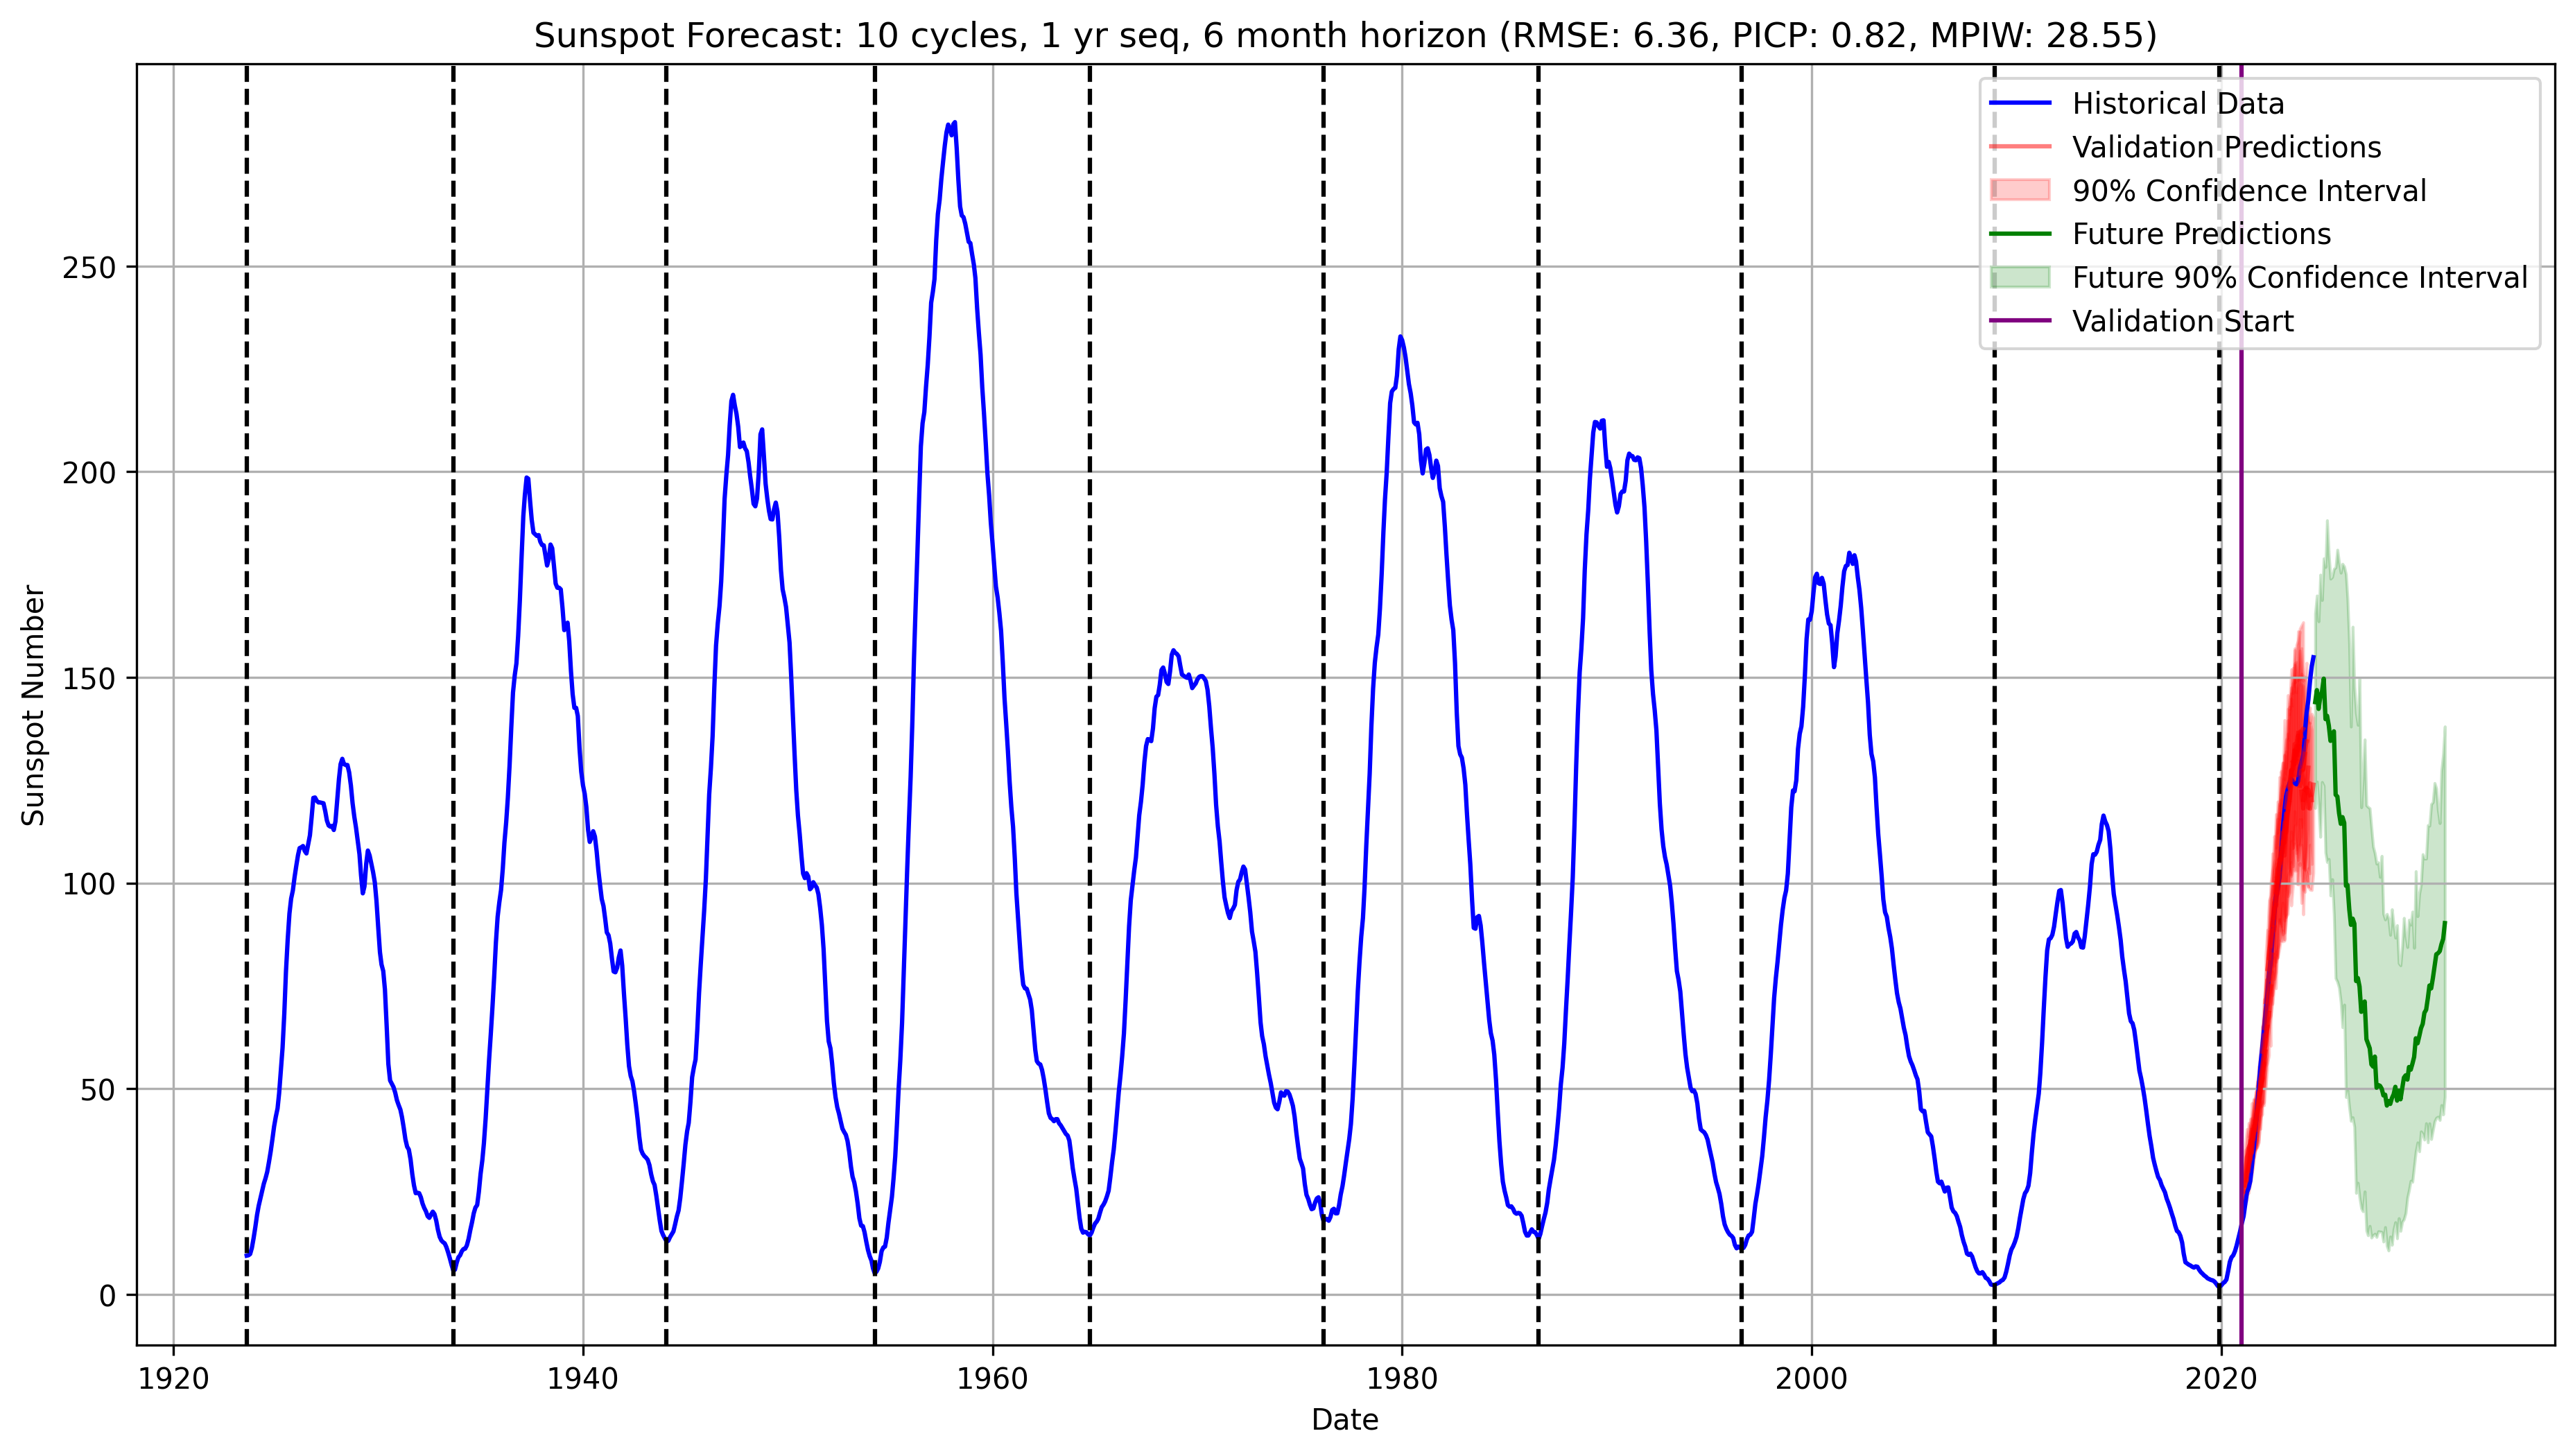 Sunspot Forecast: 10 cycles, 1 yr seq, 6 month horizon (RMSE: 6.36, PICP: 0.82, MPIW: 28.55)
Historical Data
Validation Predictions
90% Confidence Interval
Future Predictions
Future 90% Confidence Interval
Validation Start
Sunspot Number
250
200
150
100
50
0
1920 1940 1960 1980 2000 2020
Date